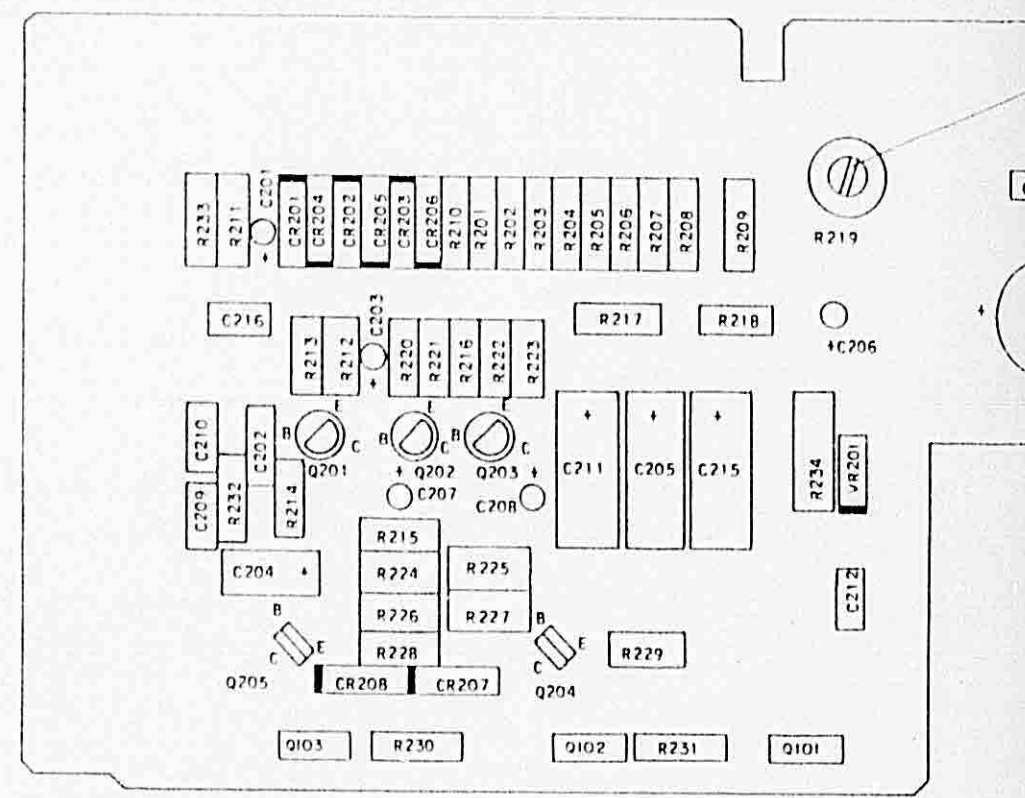 R233 R211 C201 CR201 CR204 CR202 CR205 CR203 CR206 R210 R201 R202 R203 R204 R205 R206 R207 R208 R209
+
R219
C216 C203 R217 R218
+
+ C206
R213 R212 R220 R221 R216 R222 R223
+
E E E
B C B C B C
Q201 Q202 Q203
C210 C202
C209 R232 R214
+ C207
+ C208
+ + +
C211 C205 C215 R234 VR201
R215
C204 + R224 R225
C212
R226 R227
B E C
Q205
R228
B E C
Q204
R229
CR208 CR207
Q103 R230 Q102 R231 Q101